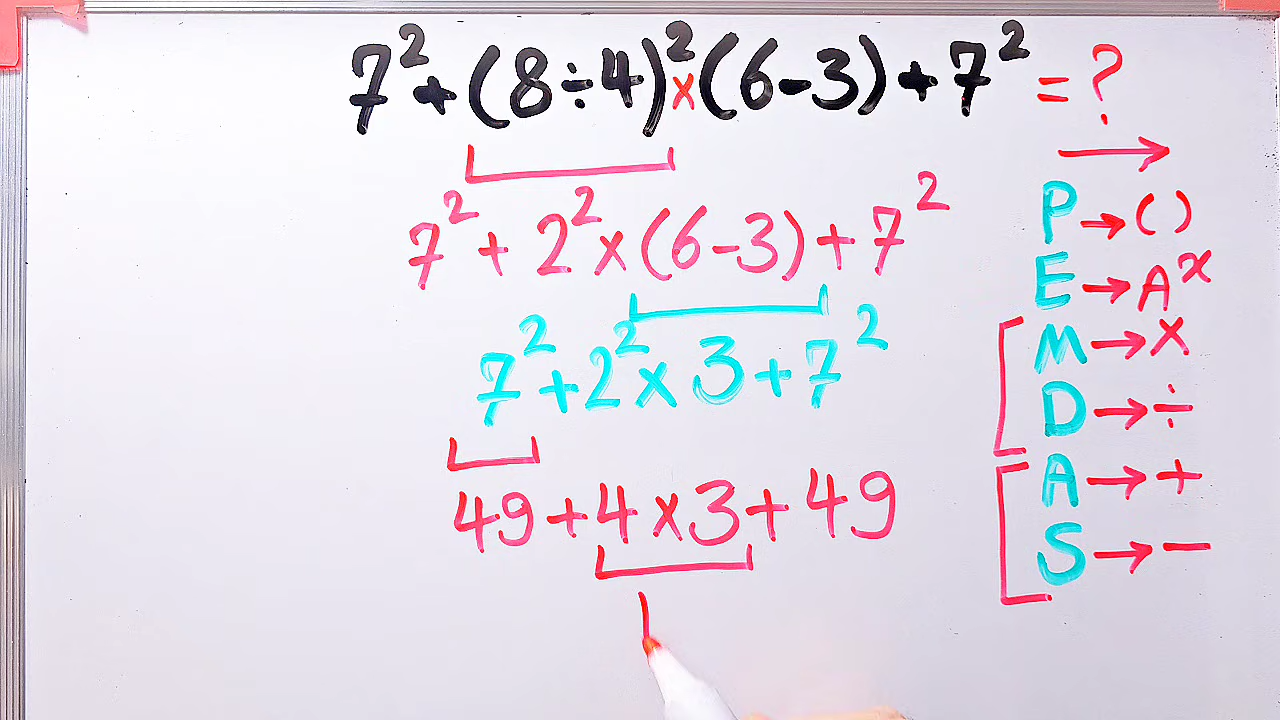 7² + (8 ÷ 4)² × (6 - 3) + 7² = ?
→
7² + 2² × (6 - 3) + 7²
P → ( )
E → Aˣ
7² + 2² × 3 + 7²
M → ×
D → ÷
49 + 4 × 3 + 49
A → +
S → −